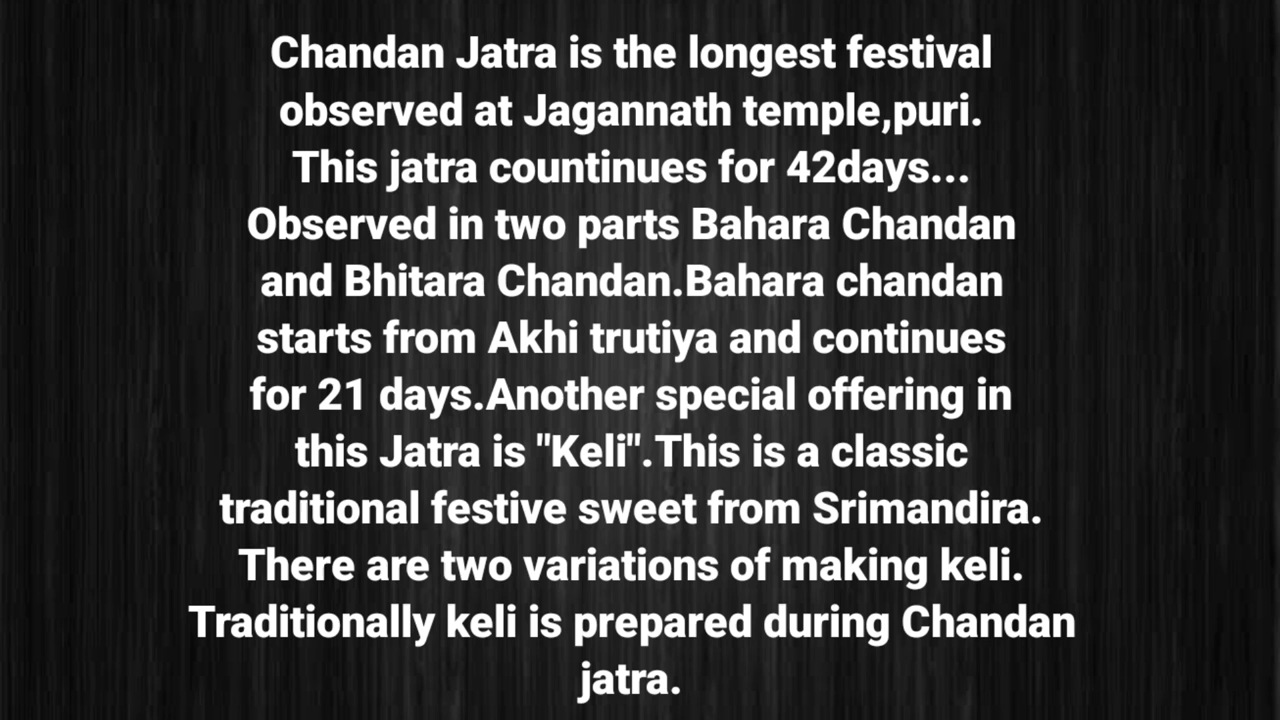 Chandan Jatra is the longest festival
observed at Jagannath temple,puri.
This jatra countinues for 42days...
Observed in two parts Bahara Chandan
and Bhitara Chandan.Bahara chandan
starts from Akhi trutiya and continues
for 21 days.Another special offering in
this Jatra is "Keli".This is a classic
traditional festive sweet from Srimandira.
There are two variations of making keli.
Traditionally keli is prepared during Chandan
jatra.